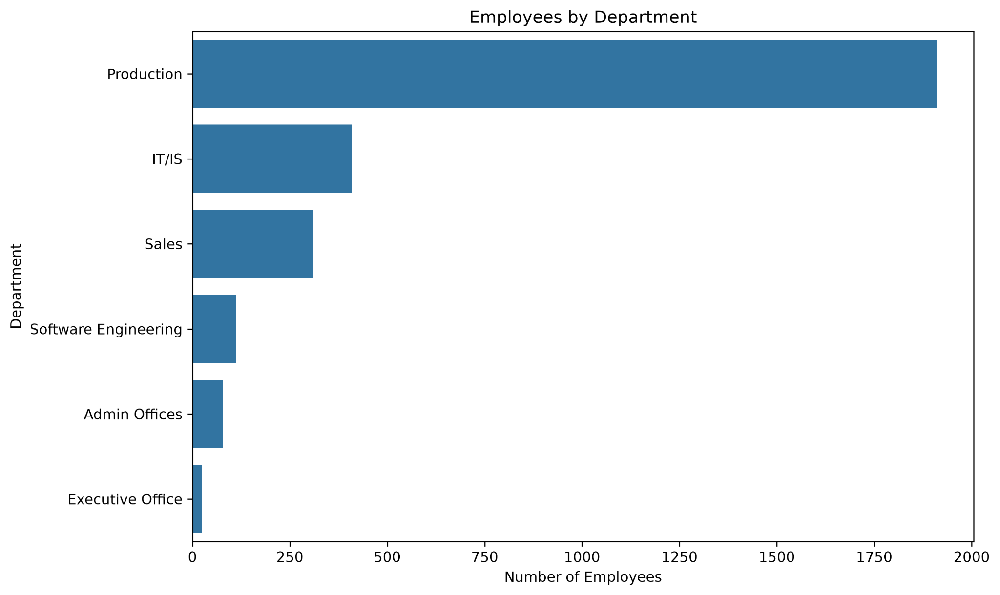 Employees by Department
Production
IT/IS
Sales
Software Engineering
Admin Offices
Executive Office
Department
0 250 500 750 1000 1250 1500 1750 2000
Number of Employees